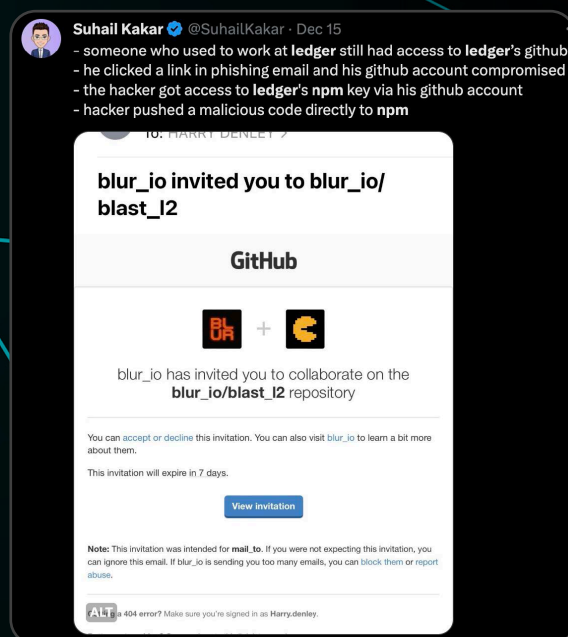 Suhail Kakar @SuhailKakar · Dec 15
- someone who used to work at ledger still had access to ledger's github
- he clicked a link in phishing email and his github account compromised
- the hacker got access to ledger's npm key via his github account
- hacker pushed a malicious code directly to npm
To: HARRY DENLEY >
blur_io invited you to blur_io/
blast_l2
GitHub
BLUR +
blur_io has invited you to collaborate on the
blur_io/blast_l2 repository
You can accept or decline this invitation. You can also visit blur_io to learn a bit more
about them.
This invitation will expire in 7 days.
View invitation
Note: This invitation was intended for mail_to. If you were not expecting this invitation, you
can ignore this email. If blur_io is sending you too many emails, you can block them or report
abuse.
ALT a 404 error? Make sure you're signed in as Harry.denley.